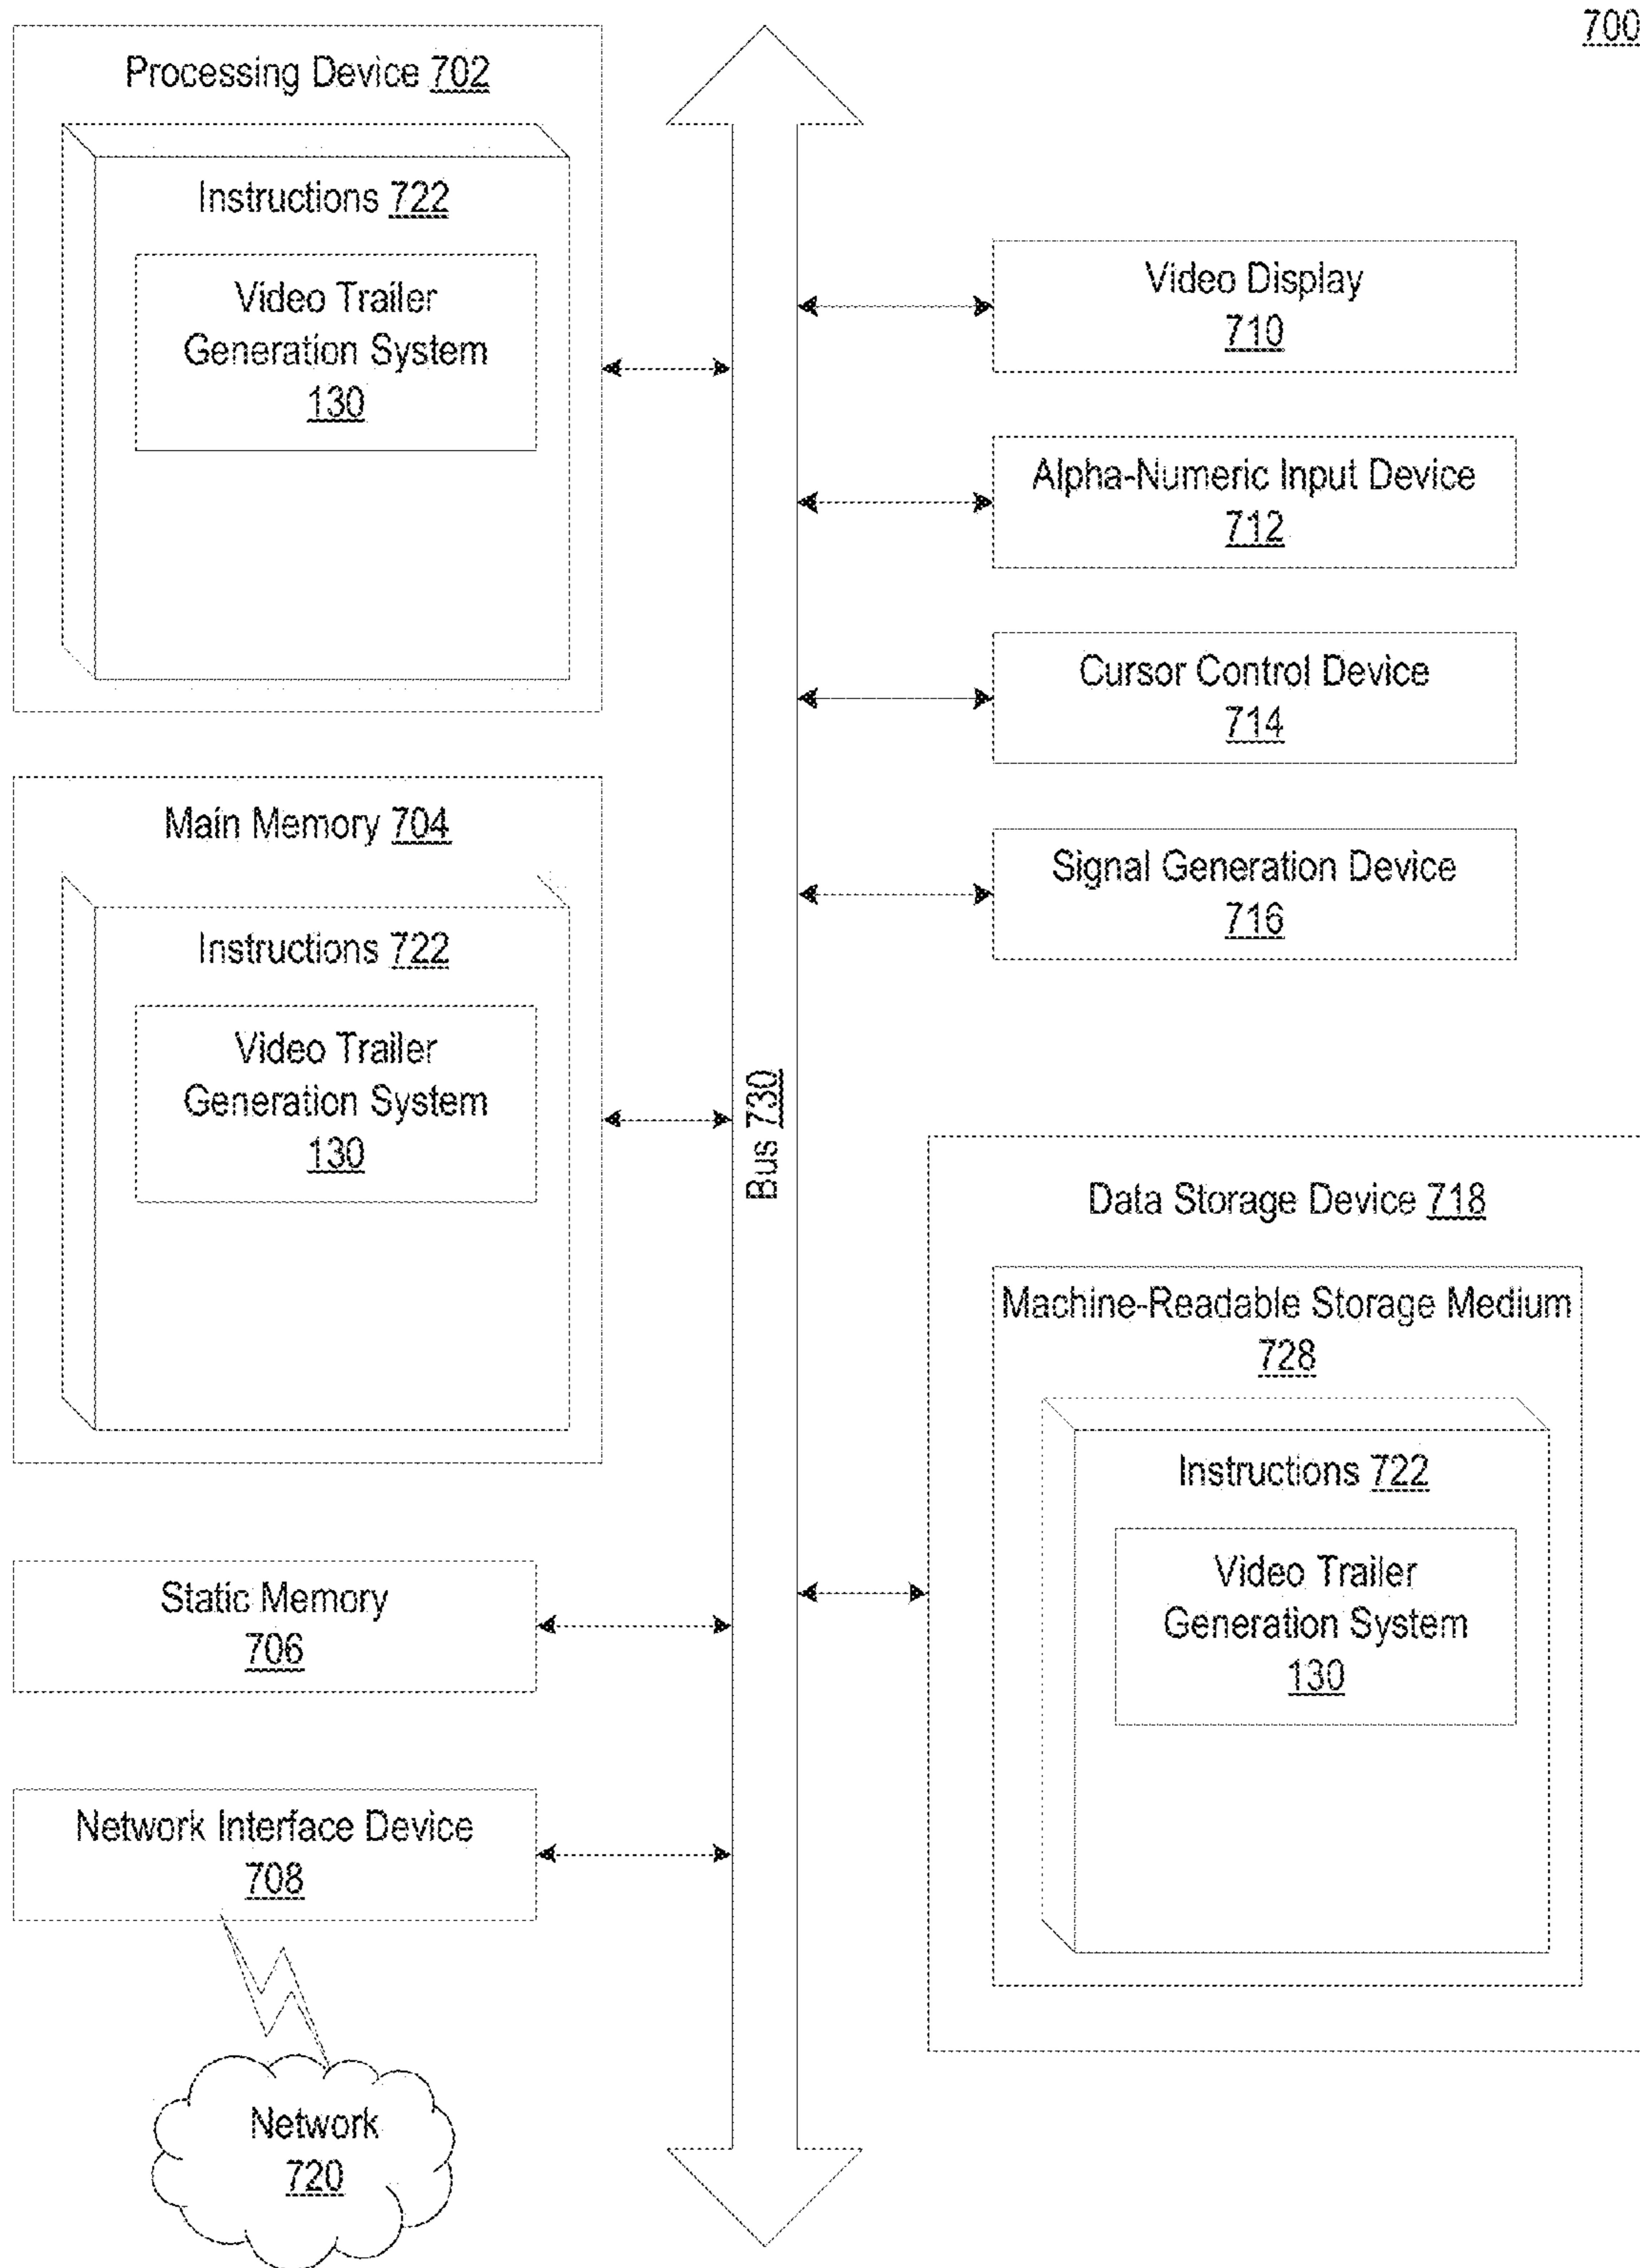 700
Processing Device 702
Instructions 722
Video Trailer
Generation System
130
Main Memory 704
Instructions 722
Video Trailer
Generation System
130
Static Memory
706
Network Interface Device
708
Network
720
Bus 730
Video Display
710
Alpha-Numeric Input Device
712
Cursor Control Device
714
Signal Generation Device
716
Data Storage Device 718
Machine-Readable Storage Medium
728
Instructions 722
Video Trailer
Generation System
130